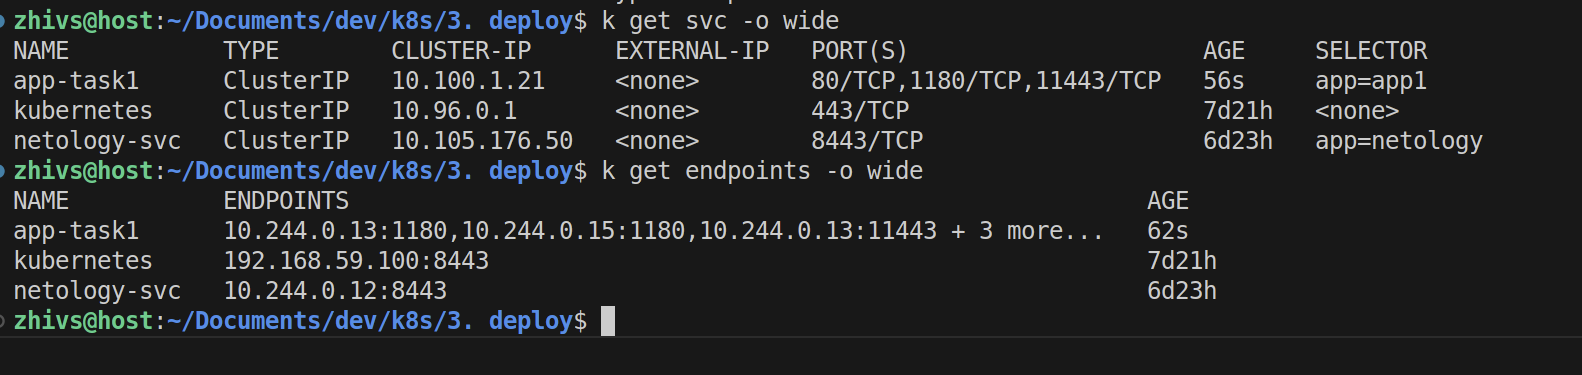 zhivs@host:~/Documents/dev/k8s/3. deploy$ k get svc -o wide
NAME           TYPE        CLUSTER-IP      EXTERNAL-IP   PORT(S)                     AGE     SELECTOR
app-task1      ClusterIP   10.100.1.21     <none>        80/TCP,1180/TCP,11443/TCP   56s     app=app1
kubernetes     ClusterIP   10.96.0.1       <none>        443/TCP                     7d21h   <none>
netology-svc   ClusterIP   10.105.176.50   <none>        8443/TCP                    6d23h   app=netology
zhivs@host:~/Documents/dev/k8s/3. deploy$ k get endpoints -o wide
NAME           ENDPOINTS                                                         AGE
app-task1      10.244.0.13:1180,10.244.0.15:1180,10.244.0.13:11443 + 3 more...   62s
kubernetes     192.168.59.100:8443                                               7d21h
netology-svc   10.244.0.12:8443                                                  6d23h
zhivs@host:~/Documents/dev/k8s/3. deploy$